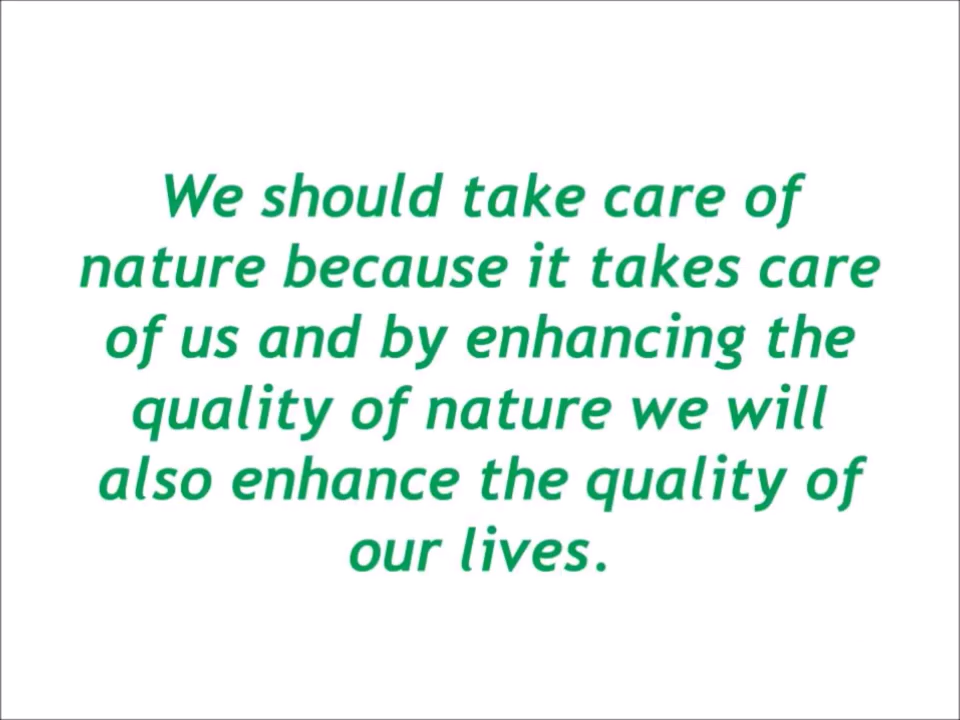 We should take care of
nature because it takes care
of us and by enhancing the
quality of nature we will
also enhance the quality of
our lives.